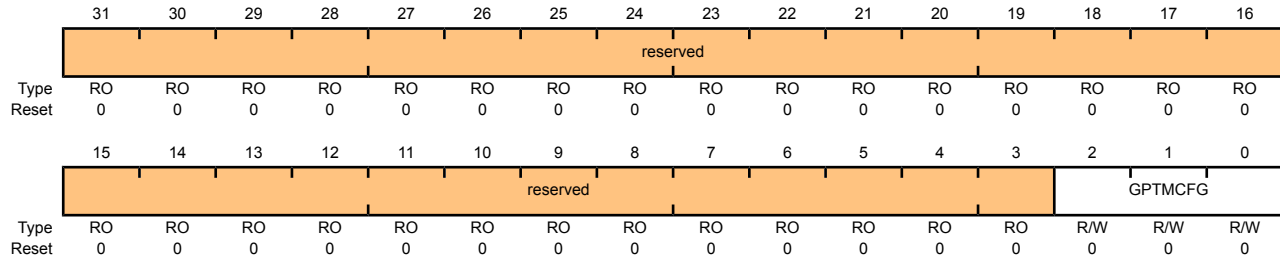 31 30 29 28 27 26 25 24 23 22 21 20 19 18 17 16
reserved
Type RO RO RO RO RO RO RO RO RO RO RO RO RO RO RO RO
Reset 0 0 0 0 0 0 0 0 0 0 0 0 0 0 0 0
15 14 13 12 11 10 9 8 7 6 5 4 3 2 1 0
reserved GPTMCFG
Type RO RO RO RO RO RO RO RO RO RO RO RO RO R/W R/W R/W
Reset 0 0 0 0 0 0 0 0 0 0 0 0 0 0 0 0